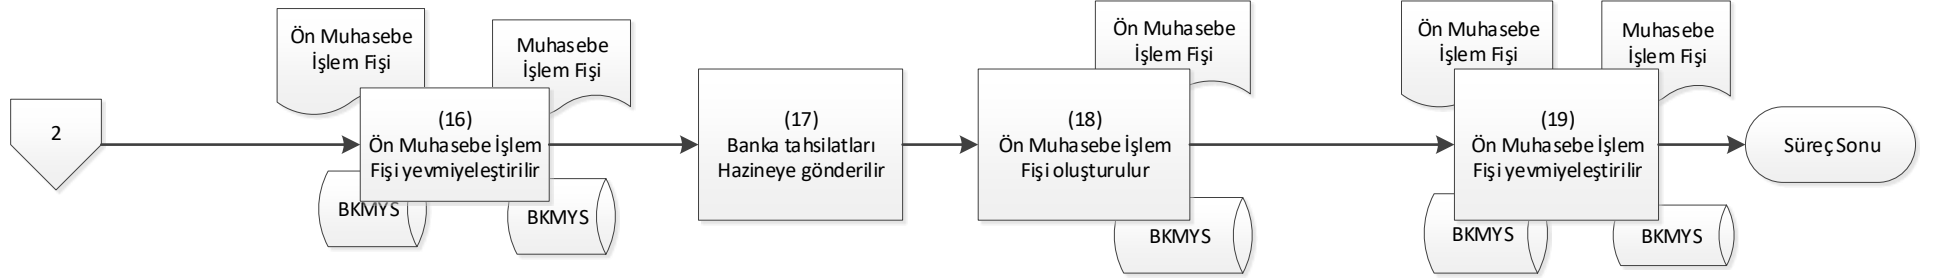 2
Ön Muhasebe
İşlem Fişi
Muhasebe
İşlem Fişi
(16)
Ön Muhasebe İşlem
Fişi yevmiyeleştirilir
BKMYS
BKMYS
(17)
Banka tahsilatları
Hazineye gönderilir
Ön Muhasebe
İşlem Fişi
(18)
Ön Muhasebe İşlem
Fişi oluşturulur
BKMYS
Ön Muhasebe
İşlem Fişi
Muhasebe
İşlem Fişi
(19)
Ön Muhasebe İşlem
Fişi yevmiyeleştirilir
BKMYS
BKMYS
Süreç Sonu